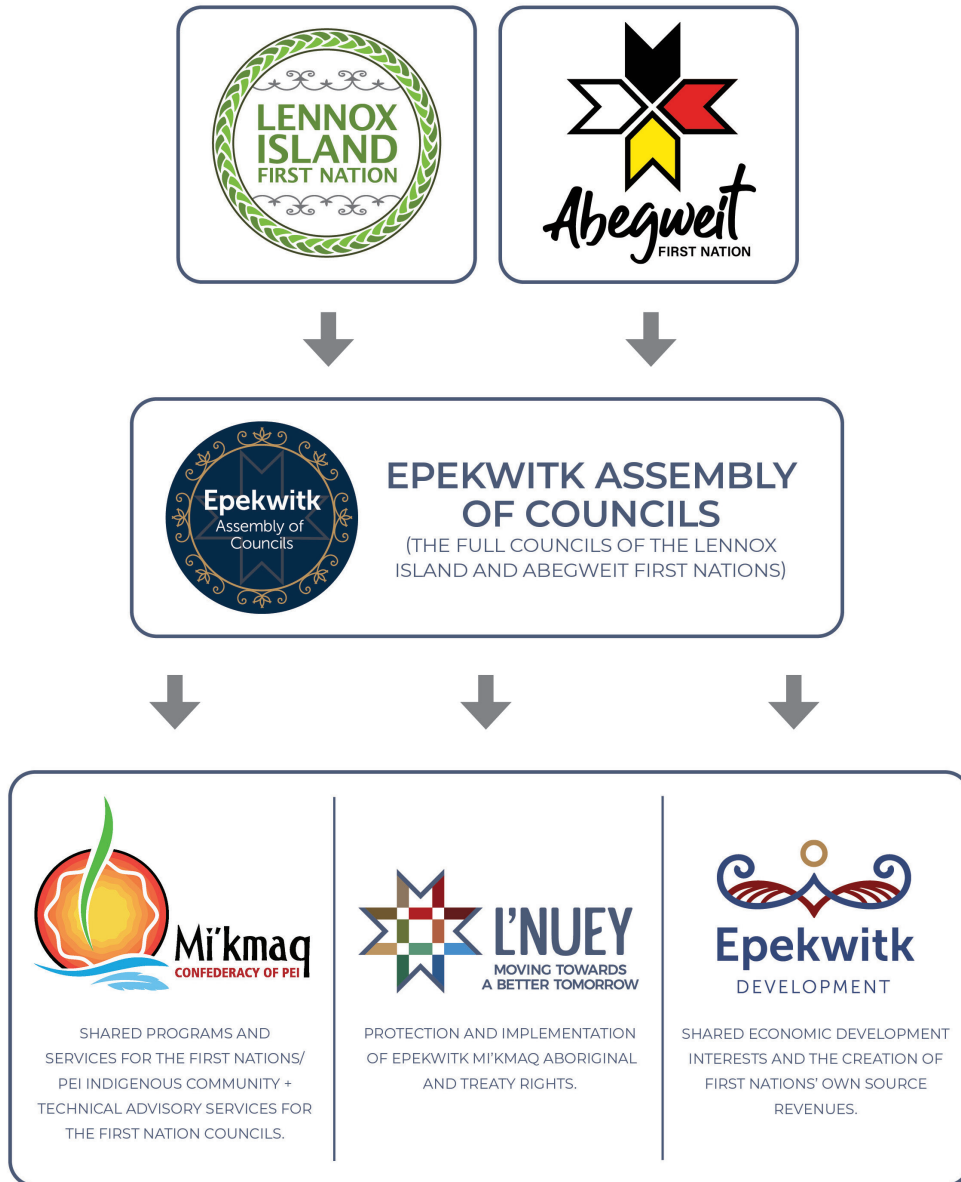 LENNOX
ISLAND
FIRST NATION
Abegweit
FIRST NATION
Epekwitk
Assembly of
Councils
EPEKWITK ASSEMBLY
OF COUNCILS
(THE FULL COUNCILS OF THE LENNOX
ISLAND AND ABEGWEIT FIRST NATIONS)
Mi'kmaq
CONFEDERACY OF PEI
SHARED PROGRAMS AND
SERVICES FOR THE FIRST NATIONS/
PEI INDIGENOUS COMMUNITY +
TECHNICAL ADVISORY SERVICES FOR
THE FIRST NATION COUNCILS.
L'NUEY
MOVING TOWARDS
A BETTER TOMORROW
PROTECTION AND IMPLEMENTATION
OF EPEKWITK MI'KMAQ ABORIGINAL
AND TREATY RIGHTS.
Epekwitk
DEVELOPMENT
SHARED ECONOMIC DEVELOPMENT
INTERESTS AND THE CREATION OF
FIRST NATIONS' OWN SOURCE
REVENUES.